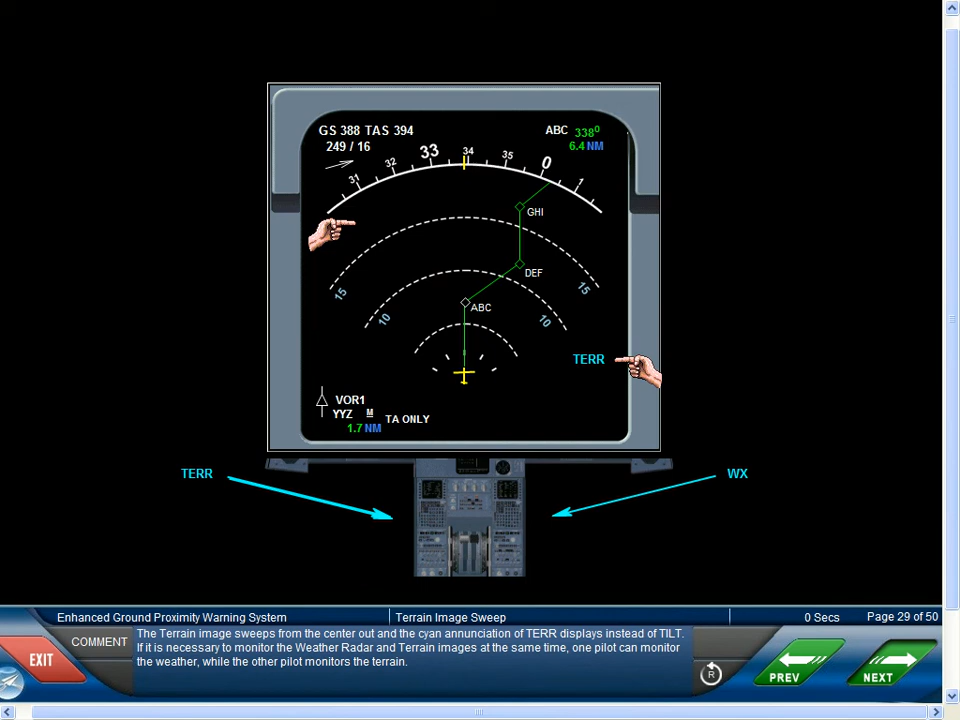 GS 388 TAS 394
249 / 16
ABC 338°
6.4 NM
31 32 33 34 35 0 1
GHI
DEF
15 15
ABC
10 10
TERR
VOR1
YYZ M
1.7 NM
TA ONLY
TERR
WX
Enhanced Ground Proximity Warning System
Terrain Image Sweep
0 Secs
Page 29 of 50
EXIT
COMMENT
The Terrain image sweeps from the center out and the cyan annunciation of TERR displays instead of TILT.
If it is necessary to monitor the Weather Radar and Terrain images at the same time, one pilot can monitor
the weather, while the other pilot monitors the terrain.
R
PREV
NEXT